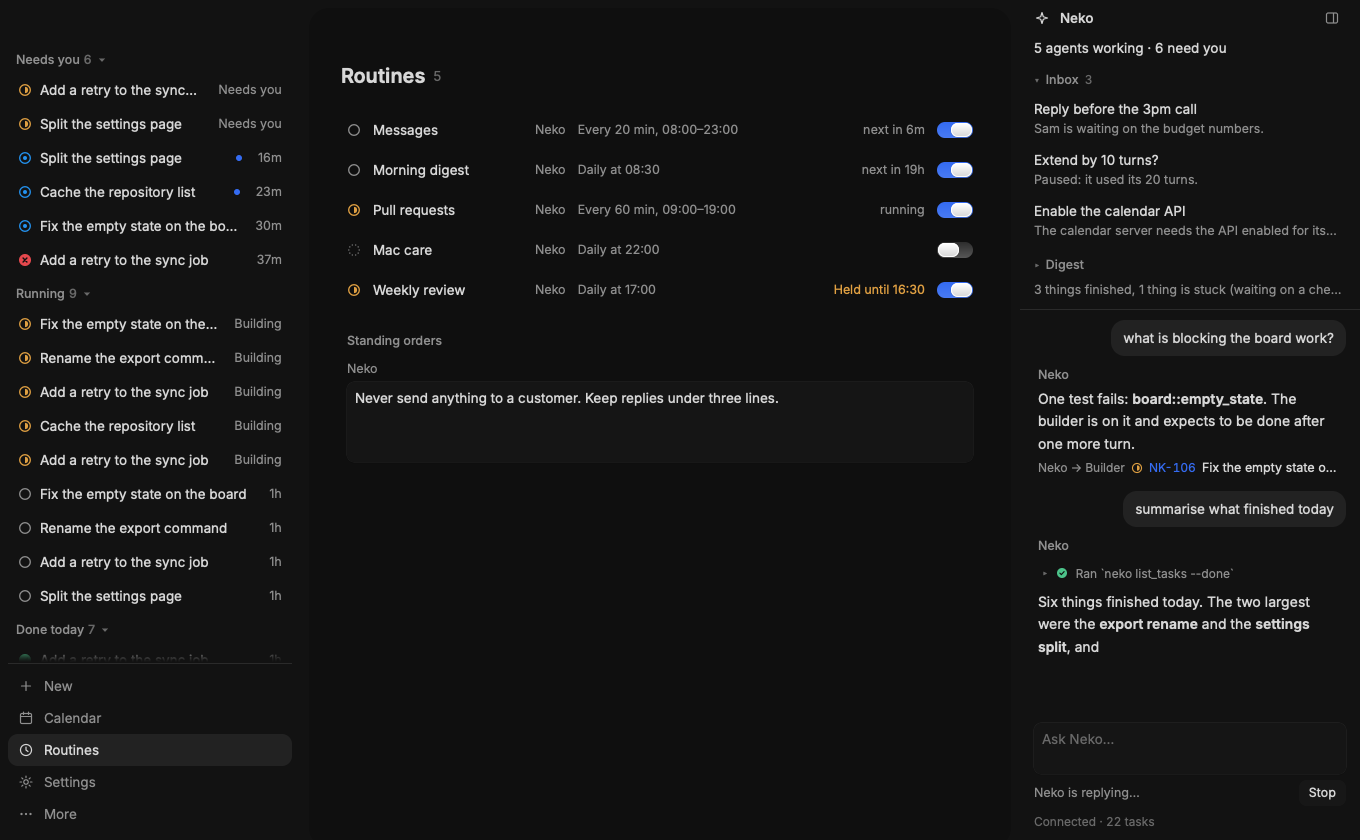 Needs you 6
Add a retry to the sync... Needs you
Split the settings page Needs you
Split the settings page 16m
Cache the repository list 23m
Fix the empty state on the bo... 30m
Add a retry to the sync job 37m
Running 9
Fix the empty state on the... Building
Rename the export comm... Building
Add a retry to the sync job Building
Cache the repository list Building
Add a retry to the sync job Building
Fix the empty state on the board 1h
Rename the export command 1h
Add a retry to the sync job 1h
Split the settings page 1h
Done today 7
Add a retry to the sync job 1h
New
Calendar
Routines
Settings
More
Routines 5
Messages Neko Every 20 min, 08:00–23:00 next in 6m
Morning digest Neko Daily at 08:30 next in 19h
Pull requests Neko Every 60 min, 09:00–19:00 running
Mac care Neko Daily at 22:00
Weekly review Neko Daily at 17:00 Held until 16:30
Standing orders
Neko
Never send anything to a customer. Keep replies under three lines.
Neko
5 agents working · 6 need you
Inbox 3
Reply before the 3pm call
Sam is waiting on the budget numbers.
Extend by 10 turns?
Paused: it used its 20 turns.
Enable the calendar API
The calendar server needs the API enabled for its...
Digest
3 things finished, 1 thing is stuck (waiting on a che...
what is blocking the board work?
Neko
One test fails: board::empty_state. The
builder is on it and expects to be done after
one more turn.
Neko → Builder NK-106 Fix the empty state o...
summarise what finished today
Neko
Ran `neko list_tasks --done`
Six things finished today. The two largest
were the export rename and the settings
split, and
Ask Neko...
Neko is replying... Stop
Connected · 22 tasks